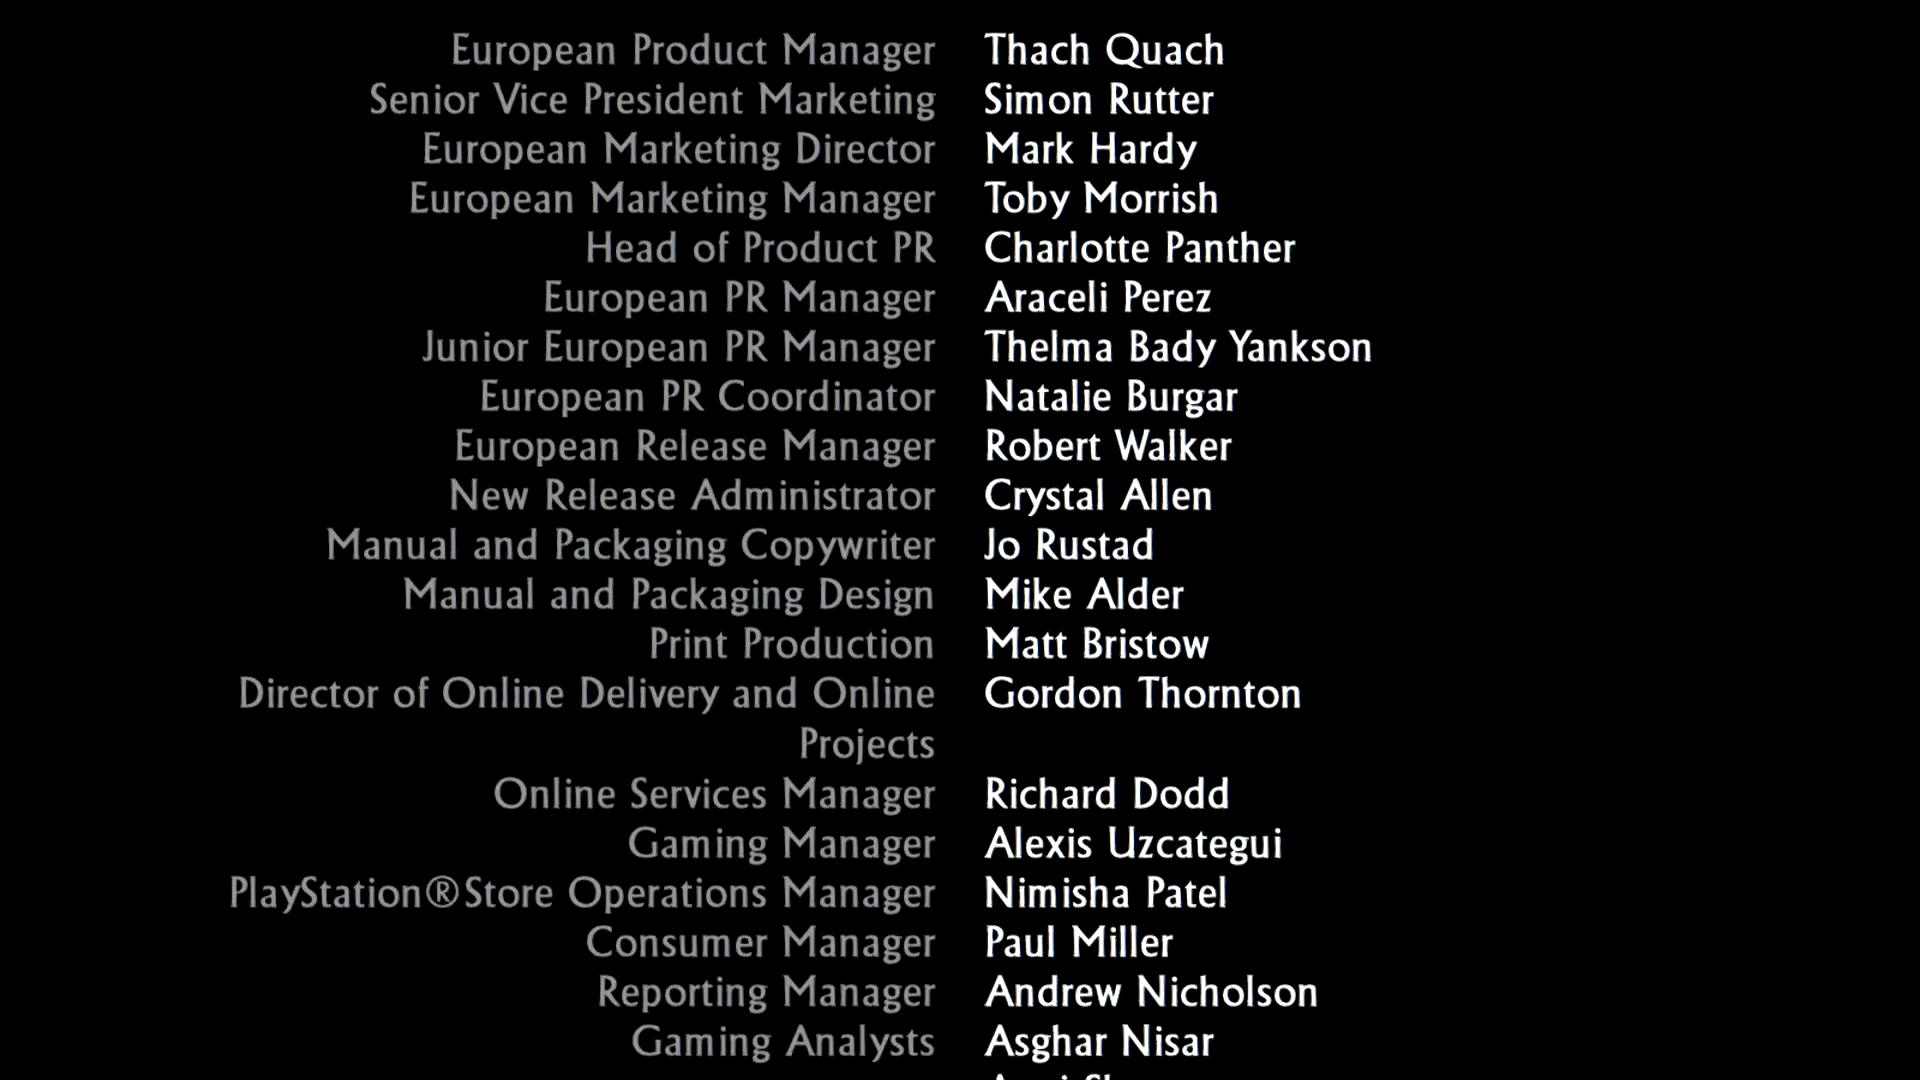 European Product Manager Thach Quach
Senior Vice President Marketing Simon Rutter
European Marketing Director Mark Hardy
European Marketing Manager Toby Morrish
Head of Product PR Charlotte Panther
European PR Manager Araceli Perez
Junior European PR Manager Thelma Bady Yankson
European PR Coordinator Natalie Burgar
European Release Manager Robert Walker
New Release Administrator Crystal Allen
Manual and Packaging Copywriter Jo Rustad
Manual and Packaging Design Mike Alder
Print Production Matt Bristow
Director of Online Delivery and Online Gordon Thornton
Projects
Online Services Manager Richard Dodd
Gaming Manager Alexis Uzcategui
PlayStation®Store Operations Manager Nimisha Patel
Consumer Manager Paul Miller
Reporting Manager Andrew Nicholson
Gaming Analysts Asghar Nisar